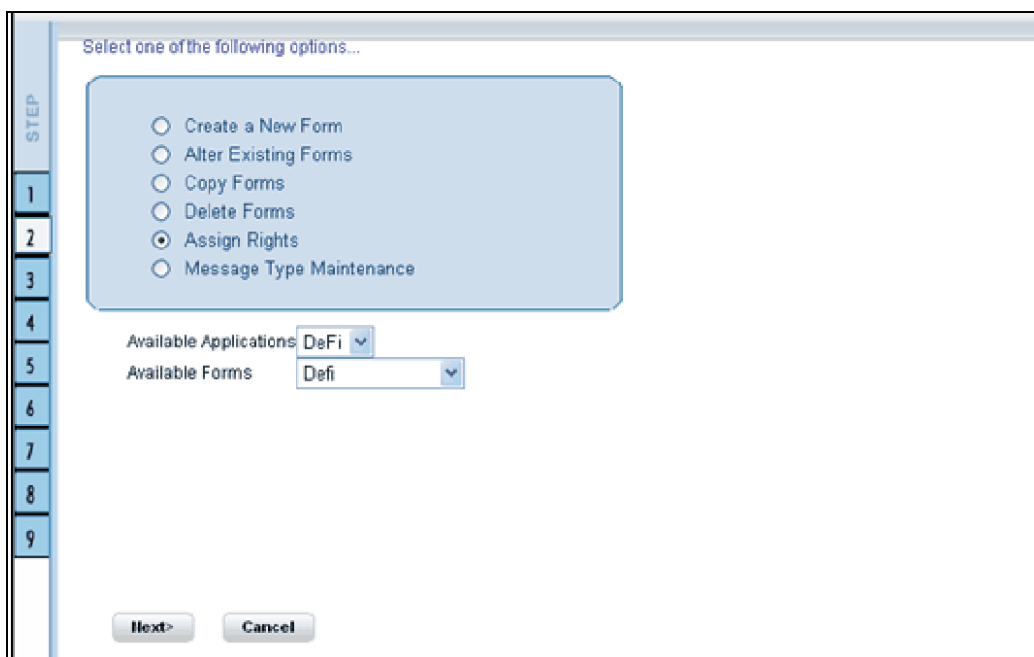 Select one of the following options...
STEP
Create a New Form
Alter Existing Forms
Copy Forms
Delete Forms
Assign Rights
Message Type Maintenance
1
2
3
4
5
6
7
8
9
Available Applications DeFi
Available Forms Defi
Next> Cancel